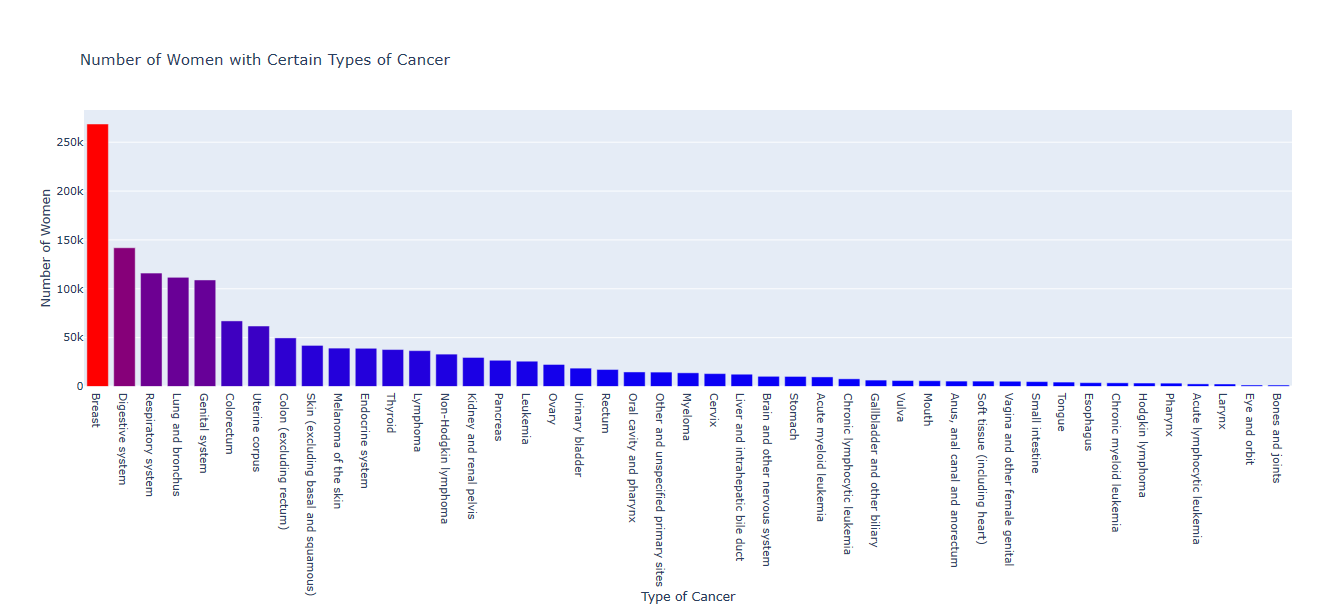 Number of Women with Certain Types of Cancer
Number of Women
250k
200k
150k
100k
50k
0
Breast
Digestive system
Respiratory system
Lung and bronchus
Genital system
Colorectum
Uterine corpus
Colon (excluding rectum)
Skin (excluding basal and squamous)
Melanoma of the skin
Endocrine system
Thyroid
Lymphoma
Non-Hodgkin lymphoma
Kidney and renal pelvis
Pancreas
Leukemia
Ovary
Urinary bladder
Rectum
Oral cavity and pharynx
Other and unspecified primary sites
Myeloma
Cervix
Liver and intrahepatic bile duct
Brain and other nervous system
Stomach
Acute myeloid leukemia
Chronic lymphocytic leukemia
Gallbladder and other biliary
Vulva
Mouth
Anus, anal canal and anorectum
Soft tissue (including heart)
Vagina and other female genital
Small intestine
Tongue
Esophagus
Chronic myeloid leukemia
Hodgkin lymphoma
Pharynx
Acute lymphocytic leukemia
Larynx
Eye and orbit
Bones and joints
Type of Cancer